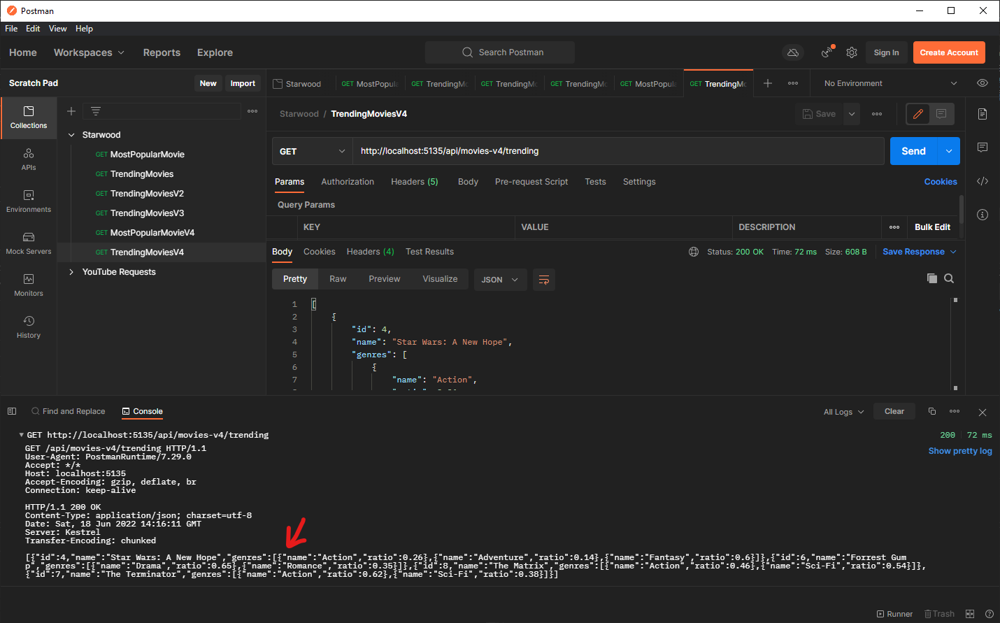 Postman
File Edit View Help
Home Workspaces Reports Explore Search Postman Sign In Create Account
Scratch Pad New Import
Starwood GET MostPopula GET TrendingMo GET TrendingMo GET TrendingMo GET MostPopula GET TrendingMo No Environment
Collections
APIs
Environments
Mock Servers
Monitors
History
Starwood
GET MostPopularMovie
GET TrendingMovies
GET TrendingMoviesV2
GET TrendingMoviesV3
GET MostPopularMovieV4
GET TrendingMoviesV4
YouTube Requests
Starwood / TrendingMoviesV4 Save
GET http://localhost:5135/api/movies-v4/trending Send
Params Authorization Headers (5) Body Pre-request Script Tests Settings Cookies
Query Params
KEY VALUE DESCRIPTION Bulk Edit
Body Cookies Headers (4) Test Results Status: 200 OK Time: 72 ms Size: 608 B Save Response
Pretty Raw Preview Visualize JSON
1 [
2 {
3 "id": 4,
4 "name": "Star Wars: A New Hope",
5 "genres": [
6 {
7 "name": "Action",
Find and Replace Console All Logs Clear
GET http://localhost:5135/api/movies-v4/trending 200 72 ms
Show pretty log
GET /api/movies-v4/trending HTTP/1.1
User-Agent: PostmanRuntime/7.29.0
Accept: */*
Host: localhost:5135
Accept-Encoding: gzip, deflate, br
Connection: keep-alive
HTTP/1.1 200 OK
Content-Type: application/json; charset=utf-8
Date: Sat, 18 Jun 2022 14:16:11 GMT
Server: Kestrel
Transfer-Encoding: chunked
[{"id":4,"name":"Star Wars: A New Hope","genres":[{"name":"Action","ratio":0.26},{"name":"Adventure","ratio":0.14},{"name":"Fantasy","ratio":0.6}]},{"id":6,"name":"Forrest Gum
p","genres":[{"name":"Drama","ratio":0.65},{"name":"Romance","ratio":0.35}]},{"id":8,"name":"The Matrix","genres":[{"name":"Action","ratio":0.46},{"name":"Sci-Fi","ratio":0.54}]},
{"id":7,"name":"The Terminator","genres":[{"name":"Action","ratio":0.62},{"name":"Sci-Fi","ratio":0.38}]}]
Runner Trash